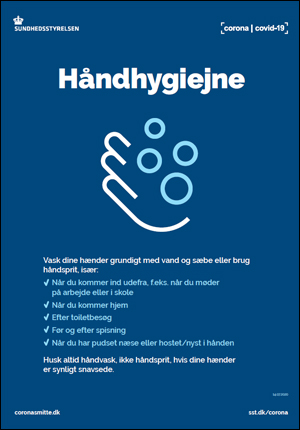 SUNDHEDSSTYRELSEN
corona | covid-19
Håndhygiejne
Vask dine hænder grundigt med vand og sæbe eller brug
håndsprit, især:
✓ Når du kommer ind udefra, f.eks. når du møder
på arbejde eller i skole
✓ Når du kommer hjem
✓ Efter toiletbesøg
✓ Før og efter spisning
✓ Når du har pudset næse eller hostet/nyst i hånden
Husk altid håndvask, ikke håndsprit, hvis dine hænder
er synligt snavsede.
coronasmitte.dk
sst.dk/corona